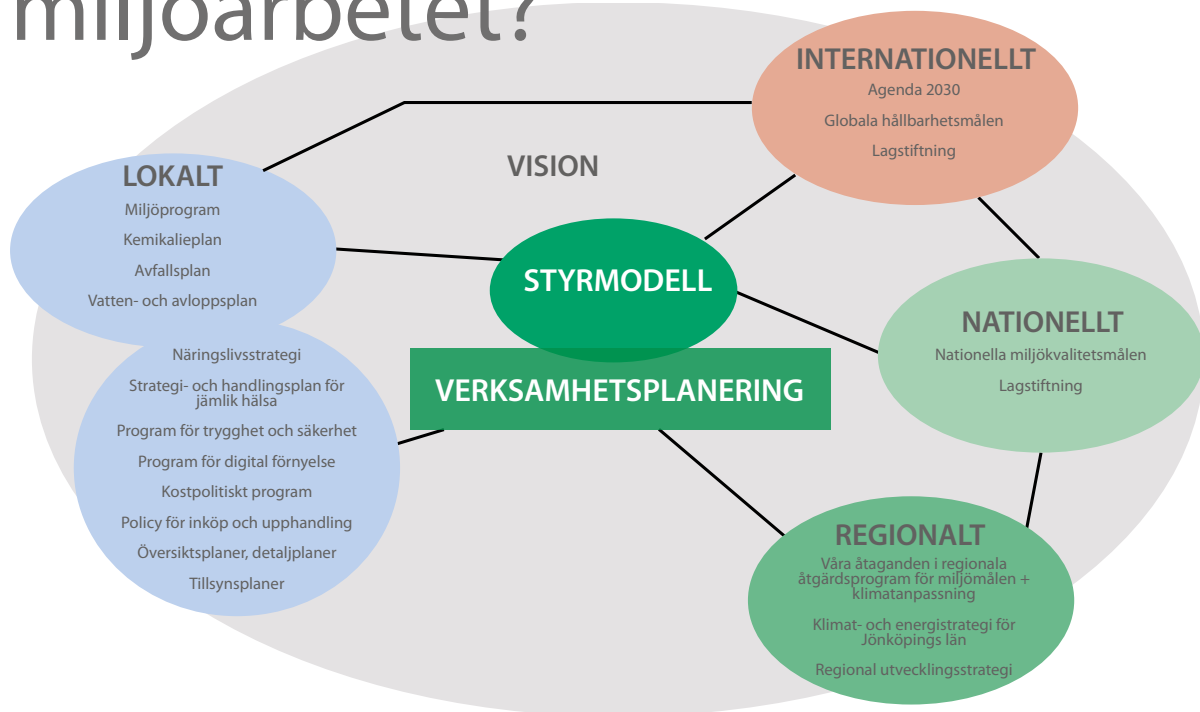 miljöarbetet?
INTERNATIONELLT
Agenda 2030
Globala hållbarhetsmålen
Lagstiftning
VISION
LOKALT
Miljöprogram
Kemikalieplan
Avfallsplan
Vatten- och avloppsplan
STYRMODELL
VERKSAMHETSPLANERING
NATIONELLT
Nationella miljökvalitetsmålen
Lagstiftning
Näringslivsstrategi
Strategi- och handlingsplan för
jämlik hälsa
Program för trygghet och säkerhet
Program för digital förnyelse
Kostpolitiskt program
Policy för inköp och upphandling
Översiktsplaner, detaljplaner
Tillsynsplaner
REGIONALT
Våra åtaganden i regionala
åtgärdsprogram för miljömålen +
klimatanpassning
Klimat- och energistrategi för
Jönköpings län
Regional utvecklingsstrategi